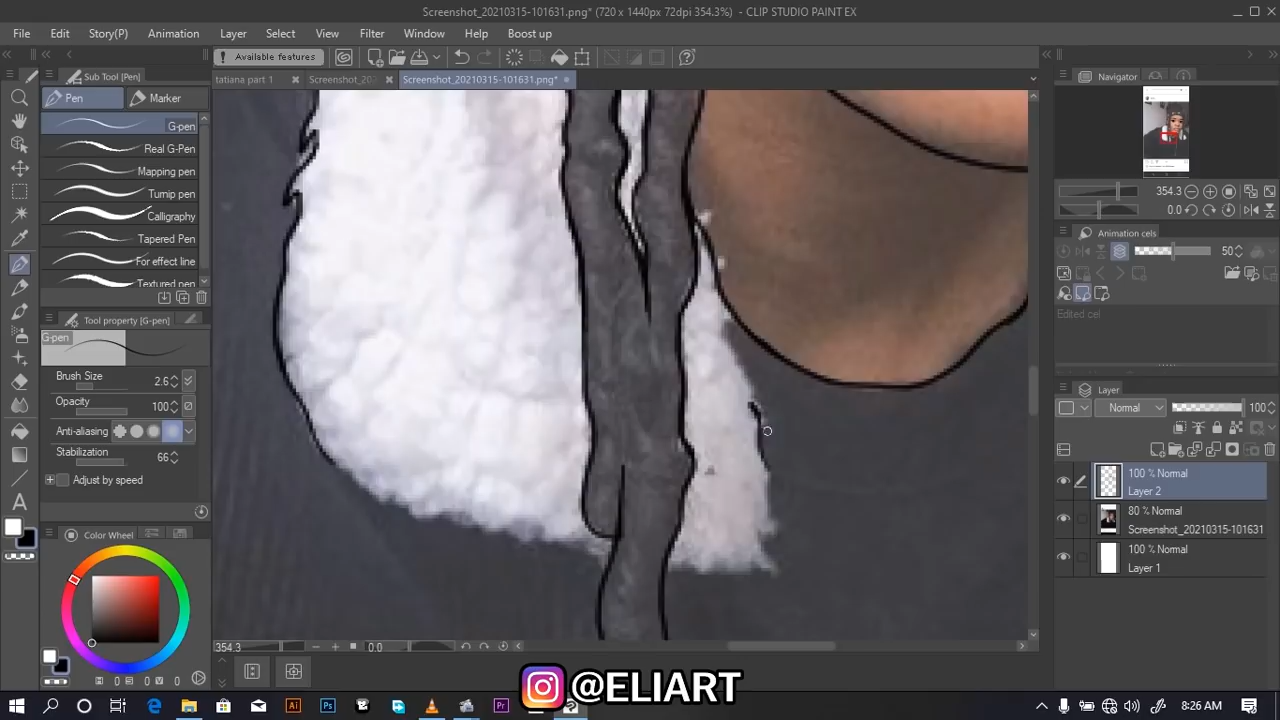 Screenshot_20210315-101631.png* (720 x 1440px 72dpi 354.3%) - CLIP STUDIO PAINT EX
File Edit Story(P) Animation Layer Select View Filter Window Help Boost up
Available features
Sub Tool [Pen]
tatiana part 1
Screenshot_202
Screenshot_20210315-101631.png*
Navigator
Pen
Marker
G-pen
Real G-Pen
Mapping pen
Turnip pen
Calligraphy
Tapered Pen
For effect line
Textured pen
354.3
0.0
Animation cels
50
Edited cel
Tool property [G-pen]
G-pen
Brush Size 2.6
Opacity 100
Anti-aliasing
Stabilization 66
Adjust by speed
Layer
Normal 100
100 % Normal
Layer 2
80 % Normal
Screenshot_20210315-101631
100 % Normal
Layer 1
Color Wheel
354.3 0.0
@ELIART
8:26 AM